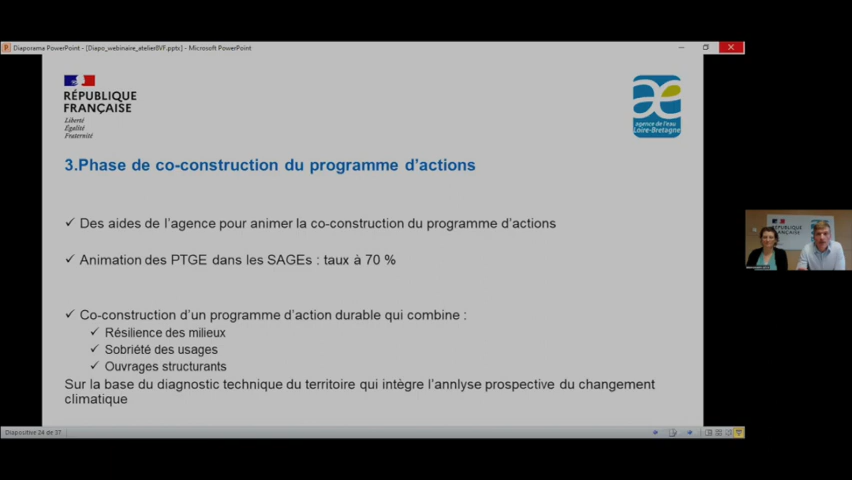 Diaporama PowerPoint - [Diapo_webinaire_atelierBVF.pptx] - Microsoft PowerPoint
RÉPUBLIQUE
FRANÇAISE
Liberté
Égalité
Fraternité
agence de l'eau
Loire-Bretagne
3.Phase de co-construction du programme d'actions
✓ Des aides de l'agence pour animer la co-construction du programme d'actions
✓ Animation des PTGE dans les SAGEs : taux à 70 %
✓ Co-construction d'un programme d'action durable qui combine :
✓ Résilience des milieux
✓ Sobriété des usages
✓ Ouvrages structurants
Sur la base du diagnostic technique du territoire qui intègre l'annlyse prospective du changement
climatique
Diapositive 24 de 37
RÉPUBLIQUE
FRANÇAISE